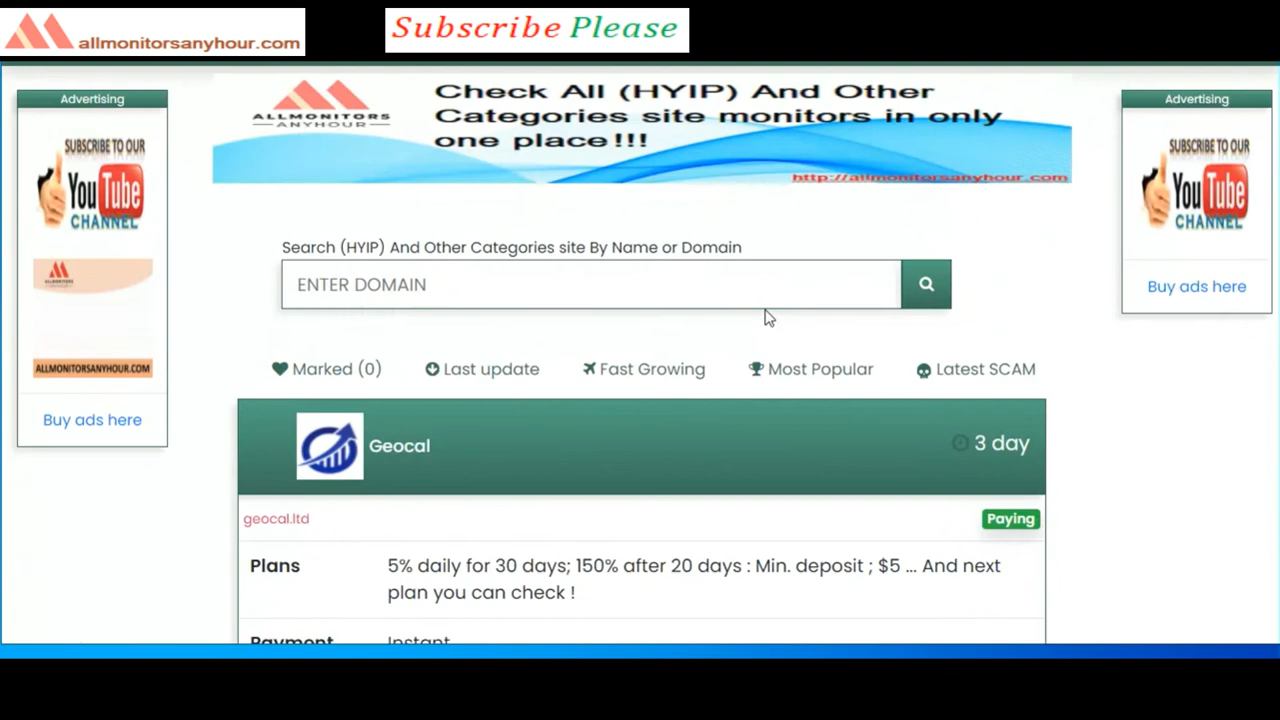 allmonitorsanyhour.com
Subscribe Please
Advertising
SUBSCRIBE TO OUR
YouTube
CHANNEL
ALLMONITORSANYHOUR.COM
Buy ads here
ALLMONITORS
ANYHOUR
Check All (HYIP) And Other
Categories site monitors in only
one place!!!
http://allmonitorsanyhour.com
Advertising
SUBSCRIBE TO OUR
YouTube
CHANNEL
Buy ads here
Search (HYIP) And Other Categories site By Name or Domain
ENTER DOMAIN
Marked (0) Last update Fast Growing Most Popular Latest SCAM
Geocal 3 day
geocal.ltd Paying
Plans 5% daily for 30 days; 150% after 20 days : Min. deposit ; $5 ... And next
plan you can check !
Payment Instant